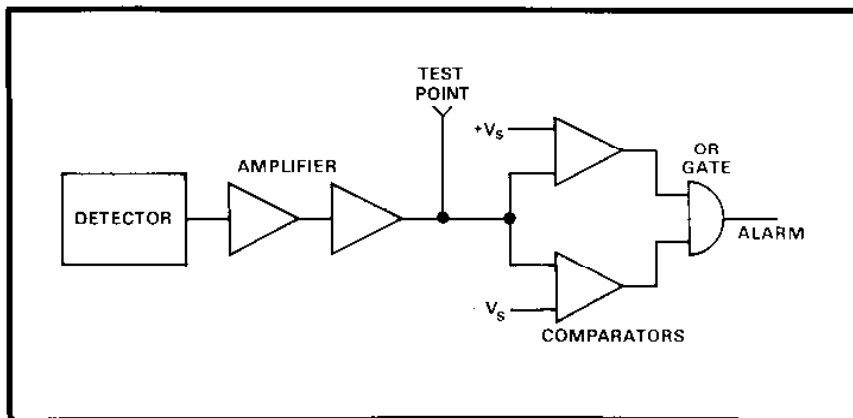 TEST
POINT
+Vs
OR
GATE
AMPLIFIER
DETECTOR
ALARM
- Vs
COMPARATORS